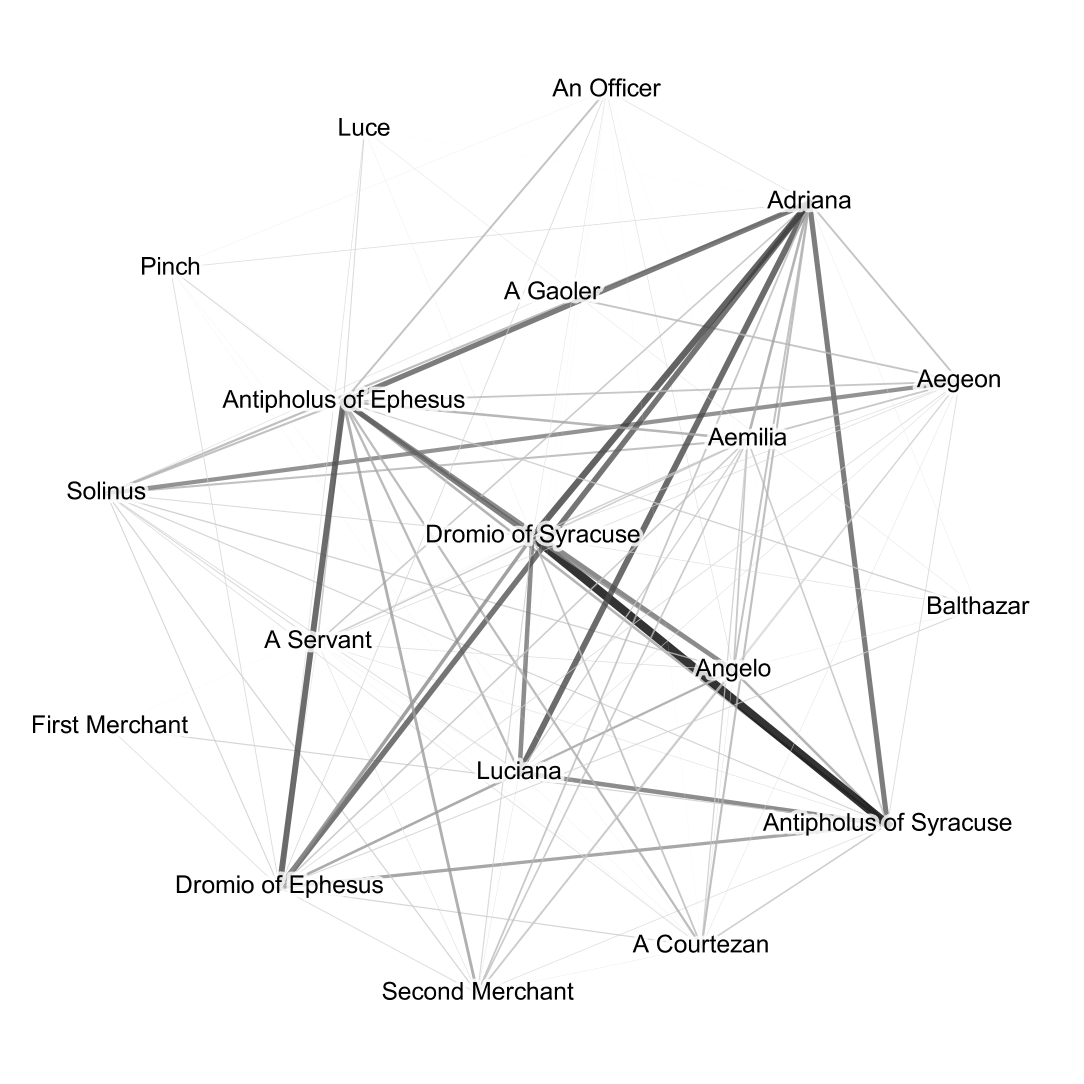 An Officer
Luce
Adriana
Pinch
A Gaoler
Aegeon
Antipholus of Ephesus
Aemilia
Solinus
Dromio of Syracuse
Balthazar
A Servant
Angelo
First Merchant
Luciana
Antipholus of Syracuse
Dromio of Ephesus
A Courtezan
Second Merchant